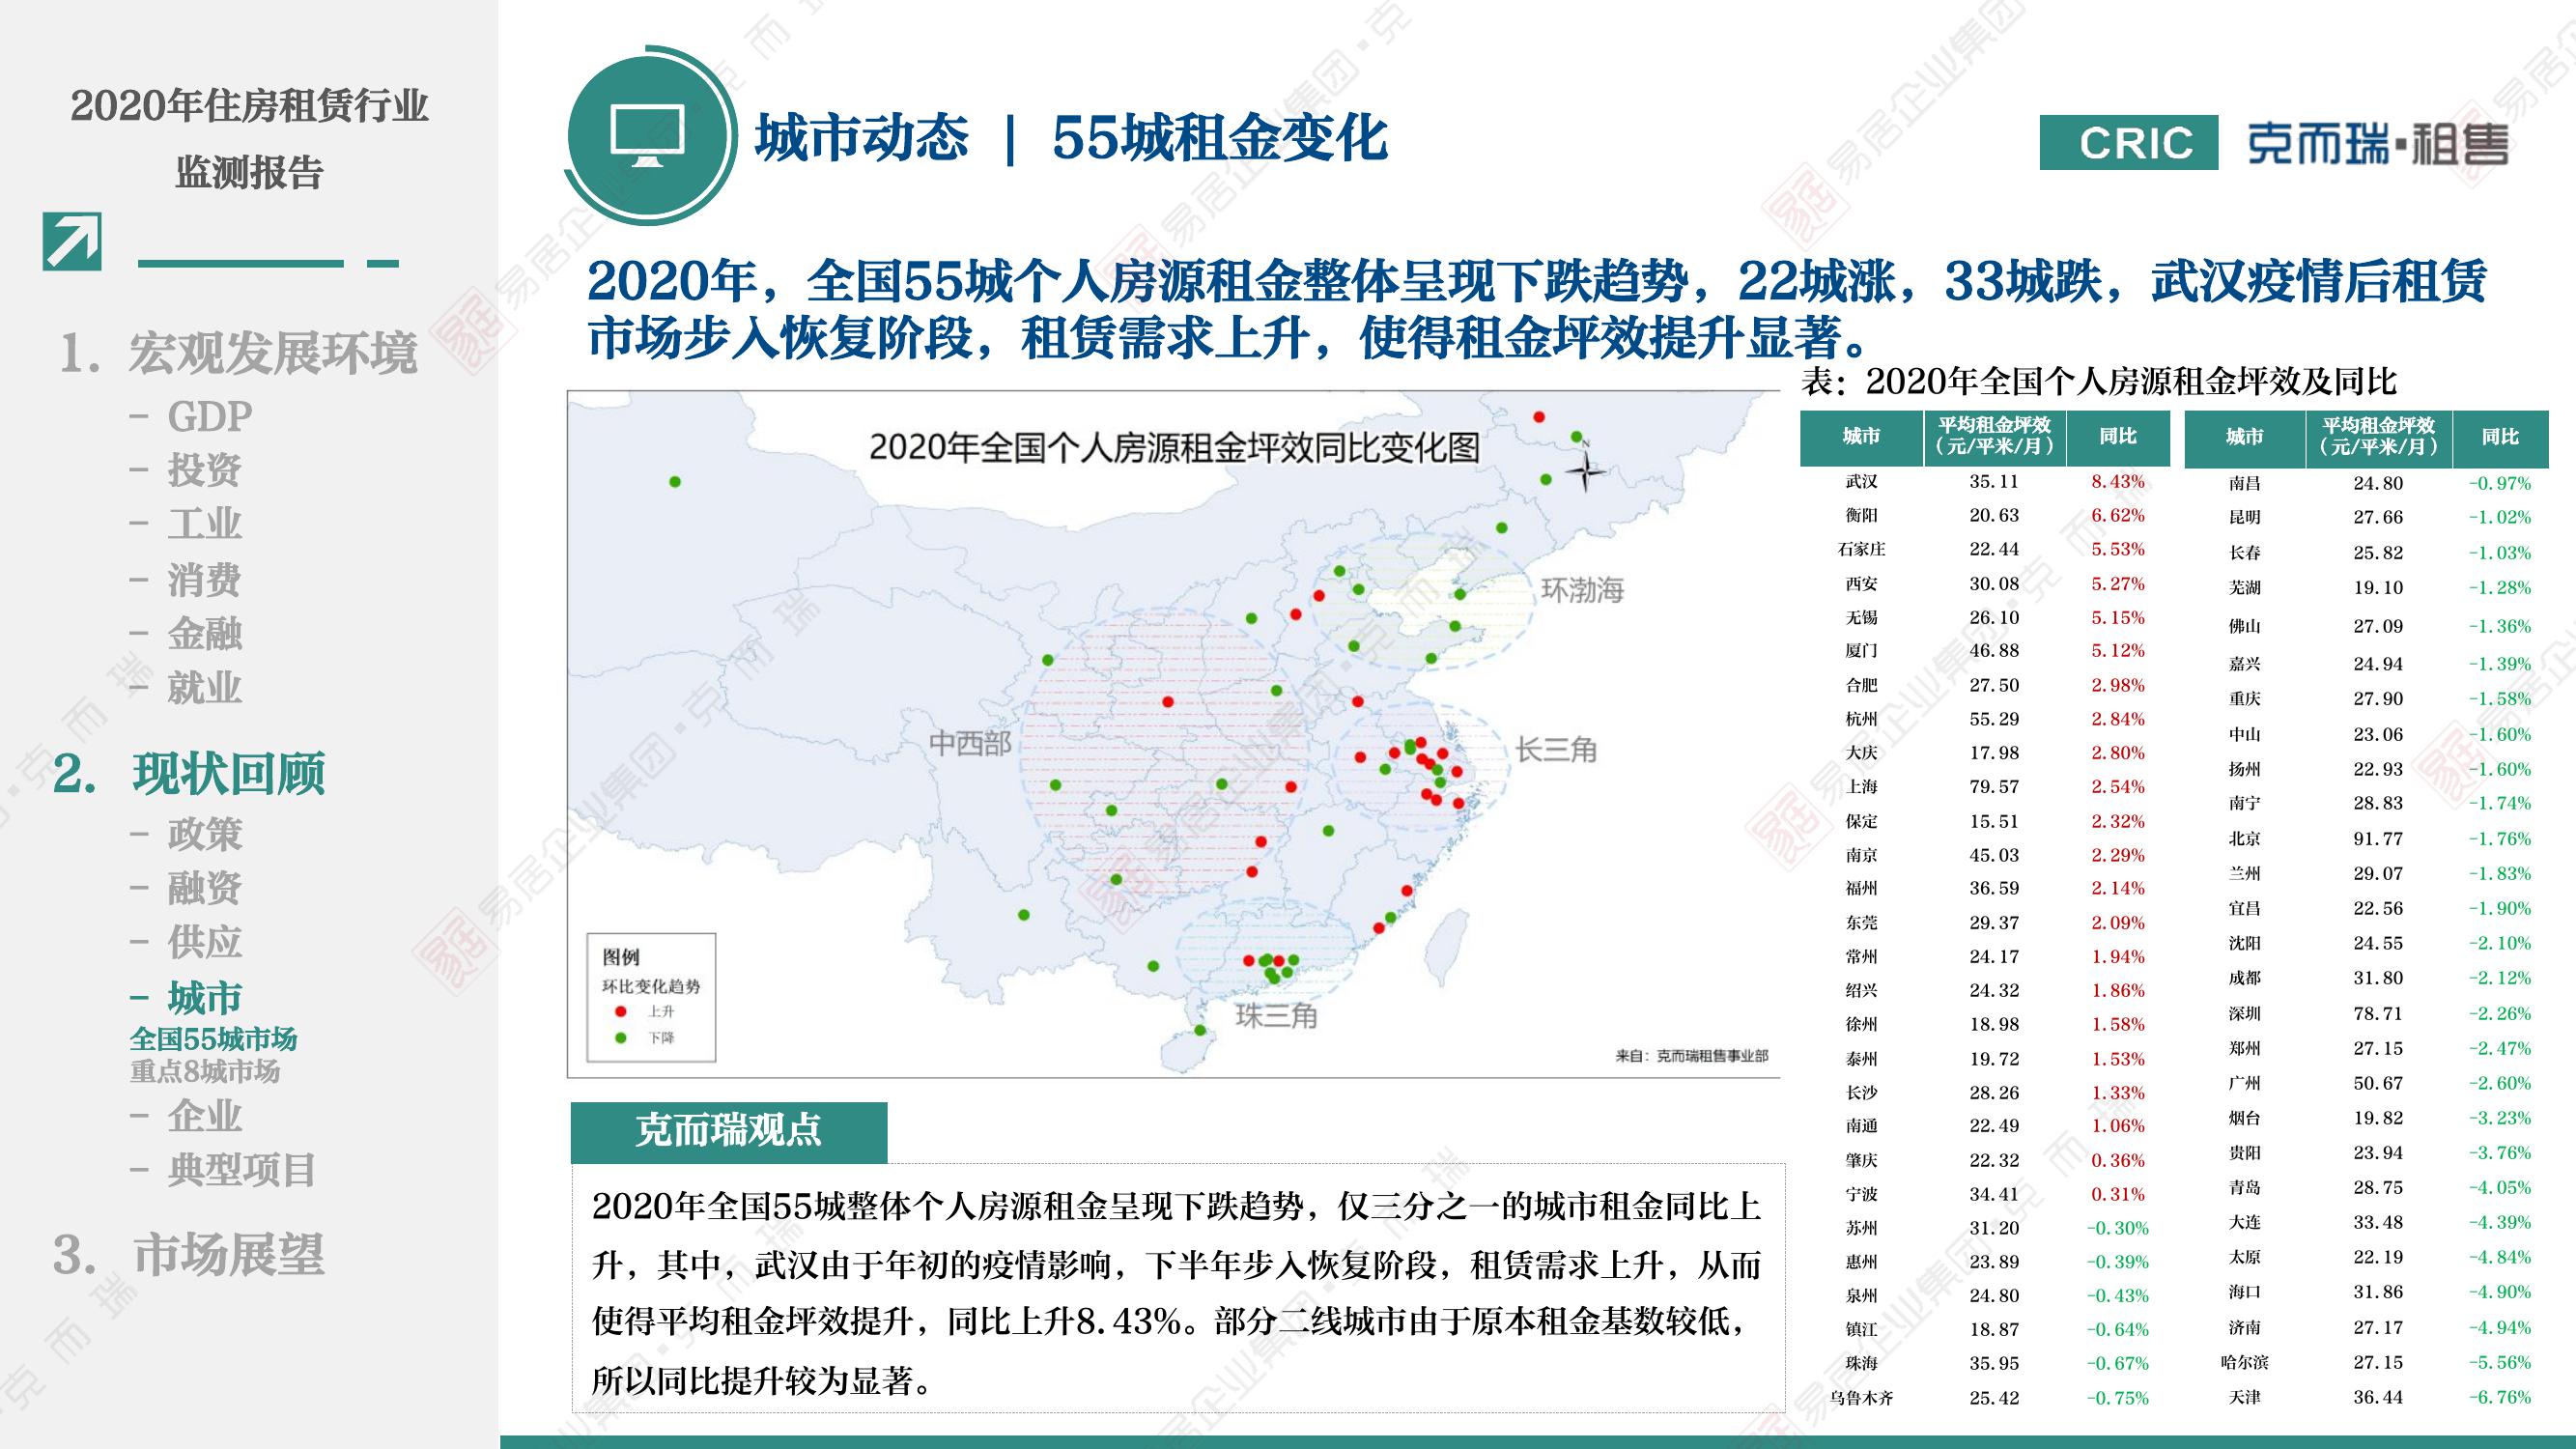 2020年住房租赁行业
监测报告
1. 宏观发展环境
– GDP
– 投资
– 工业
– 消费
– 金融
– 就业
2. 现状回顾
– 政策
– 融资
– 供应
– 城市
全国55城市场
重点8城市场
– 企业
– 典型项目
3. 市场展望
城市动态 | 55城租金变化
CRIC 克而瑞·租售
2020年，全国55城个人房源租金整体呈现下跌趋势，22城涨，33城跌，武汉疫情后租赁
市场步入恢复阶段，租赁需求上升，使得租金坪效提升显著。
2020年全国个人房源租金坪效同比变化图
N
环渤海
中西部
长三角
珠三角
图例
环比变化趋势
上升
下降
来自：克而瑞租售事业部
克而瑞观点
2020年全国55城整体个人房源租金呈现下跌趋势，仅三分之一的城市租金同比上
升，其中，武汉由于年初的疫情影响，下半年步入恢复阶段，租赁需求上升，从而
使得平均租金坪效提升，同比上升8.43%。部分二线城市由于原本租金基数较低，
所以同比提升较为显著。
表：2020年全国个人房源租金坪效及同比
城市 平均租金坪效（元/平米/月） 同比
武汉 35.11 8.43%
衡阳 20.63 6.62%
石家庄 22.44 5.53%
西安 30.08 5.27%
无锡 26.10 5.15%
厦门 46.88 5.12%
合肥 27.50 2.98%
杭州 55.29 2.84%
大庆 17.98 2.80%
上海 79.57 2.54%
保定 15.51 2.32%
南京 45.03 2.29%
福州 36.59 2.14%
东莞 29.37 2.09%
常州 24.17 1.94%
绍兴 24.32 1.86%
徐州 18.98 1.58%
泰州 19.72 1.53%
长沙 28.26 1.33%
南通 22.49 1.06%
肇庆 22.32 0.36%
宁波 34.41 0.31%
苏州 31.20 -0.30%
惠州 23.89 -0.39%
泉州 24.80 -0.43%
镇江 18.87 -0.64%
珠海 35.95 -0.67%
乌鲁木齐 25.42 -0.75%
城市 平均租金坪效（元/平米/月） 同比
南昌 24.80 -0.97%
昆明 27.66 -1.02%
长春 25.82 -1.03%
芜湖 19.10 -1.28%
佛山 27.09 -1.36%
嘉兴 24.94 -1.39%
重庆 27.90 -1.58%
中山 23.06 -1.60%
扬州 22.93 -1.60%
南宁 28.83 -1.74%
北京 91.77 -1.76%
兰州 29.07 -1.83%
宜昌 22.56 -1.90%
沈阳 24.55 -2.10%
成都 31.80 -2.12%
深圳 78.71 -2.26%
郑州 27.15 -2.47%
广州 50.67 -2.60%
烟台 19.82 -3.23%
贵阳 23.94 -3.76%
青岛 28.75 -4.05%
大连 33.48 -4.39%
太原 22.19 -4.84%
海口 31.86 -4.90%
济南 27.17 -4.94%
哈尔滨 27.15 -5.56%
天津 36.44 -6.76%
易居企业集团·克而瑞